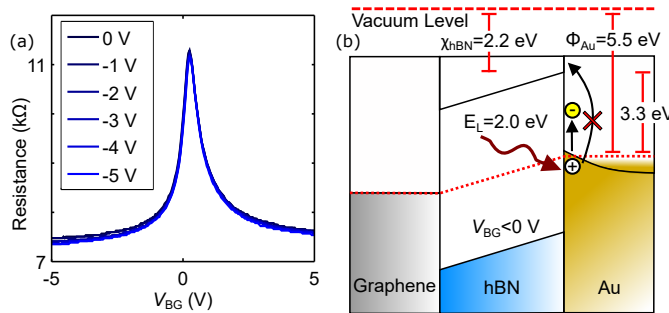 (a)
0 V
-1 V
-2 V
-3 V
-4 V
-5 V
11
7
Resistance (kΩ)
-5
0
5
V_BG (V)
(b)
Vacuum Level
χ_hBN=2.2 eV
Φ_Au=5.5 eV
3.3 eV
E_L=2.0 eV
V_BG<0 V
Graphene
hBN
Au